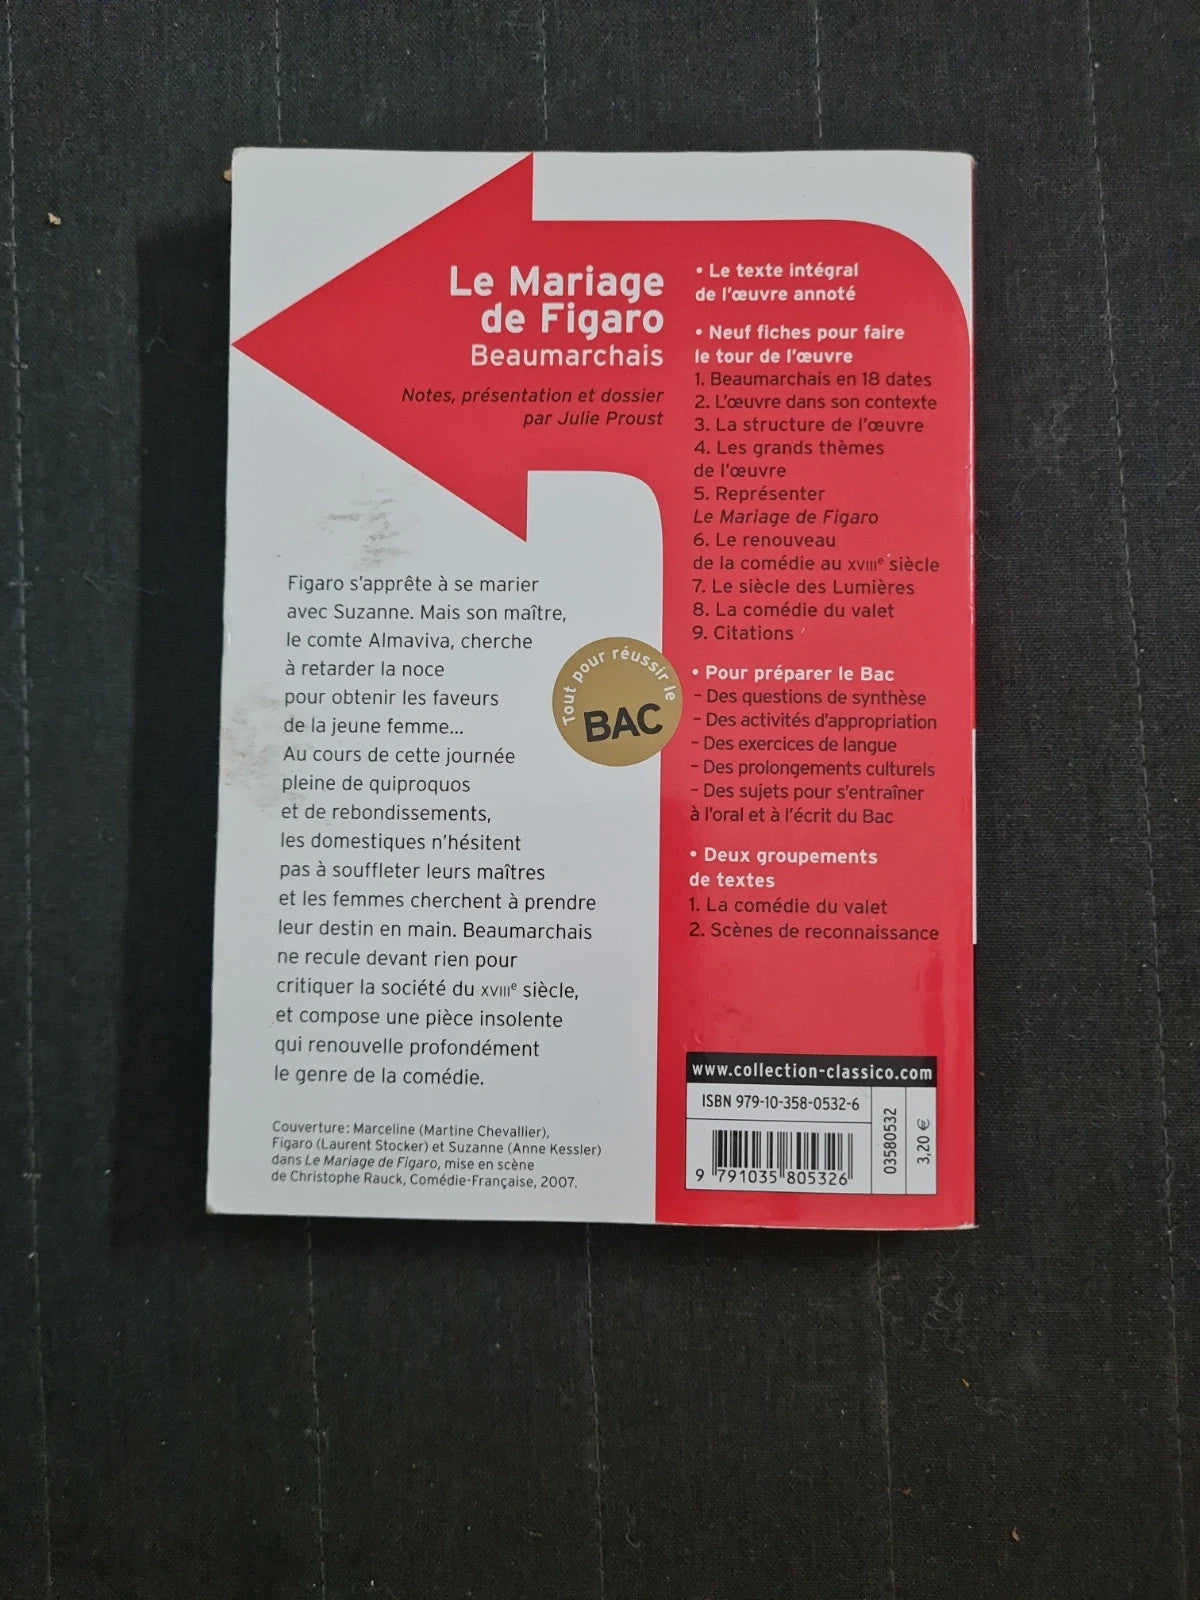 Le Mariage
de Figaro
Beaumarchais
Notes, présentation et dossier
par Julie Proust
Figaro s'apprête à se marier
avec Suzanne. Mais son maître,
le comte Almaviva, cherche
à retarder la noce
pour obtenir les faveurs
de la jeune femme...
Au cours de cette journée
pleine de quiproquos
et de rebondissements,
les domestiques n'hésitent
pas à souffleter leurs maîtres
et les femmes cherchent à prendre
leur destin en main. Beaumarchais
ne recule devant rien pour
critiquer la société du XVIIIe siècle,
et compose une pièce insolente
qui renouvelle profondément
le genre de la comédie.
Couverture : Marceline (Martine Chevallier),
Figaro (Laurent Stocker) et Suzanne (Anne Kessler)
dans Le Mariage de Figaro, mise en scène
de Christophe Rauck, Comédie-Française, 2007.
Tout pour réussir le
BAC
• Le texte intégral
de l'œuvre annoté
• Neuf fiches pour faire
le tour de l'œuvre
1. Beaumarchais en 18 dates
2. L'œuvre dans son contexte
3. La structure de l'œuvre
4. Les grands thèmes
de l'œuvre
5. Représenter
Le Mariage de Figaro
6. Le renouveau
de la comédie au XVIIIe siècle
7. Le siècle des Lumières
8. La comédie du valet
9. Citations
• Pour préparer le Bac
- Des questions de synthèse
- Des activités d'appropriation
- Des exercices de langue
- Des prolongements culturels
- Des sujets pour s'entraîner
à l'oral et à l'écrit du Bac
• Deux groupements
de textes
1. La comédie du valet
2. Scènes de reconnaissance
www.collection-classico.com
ISBN 979-10-358-0532-6
9 791035 805326
03580532
3,20 €